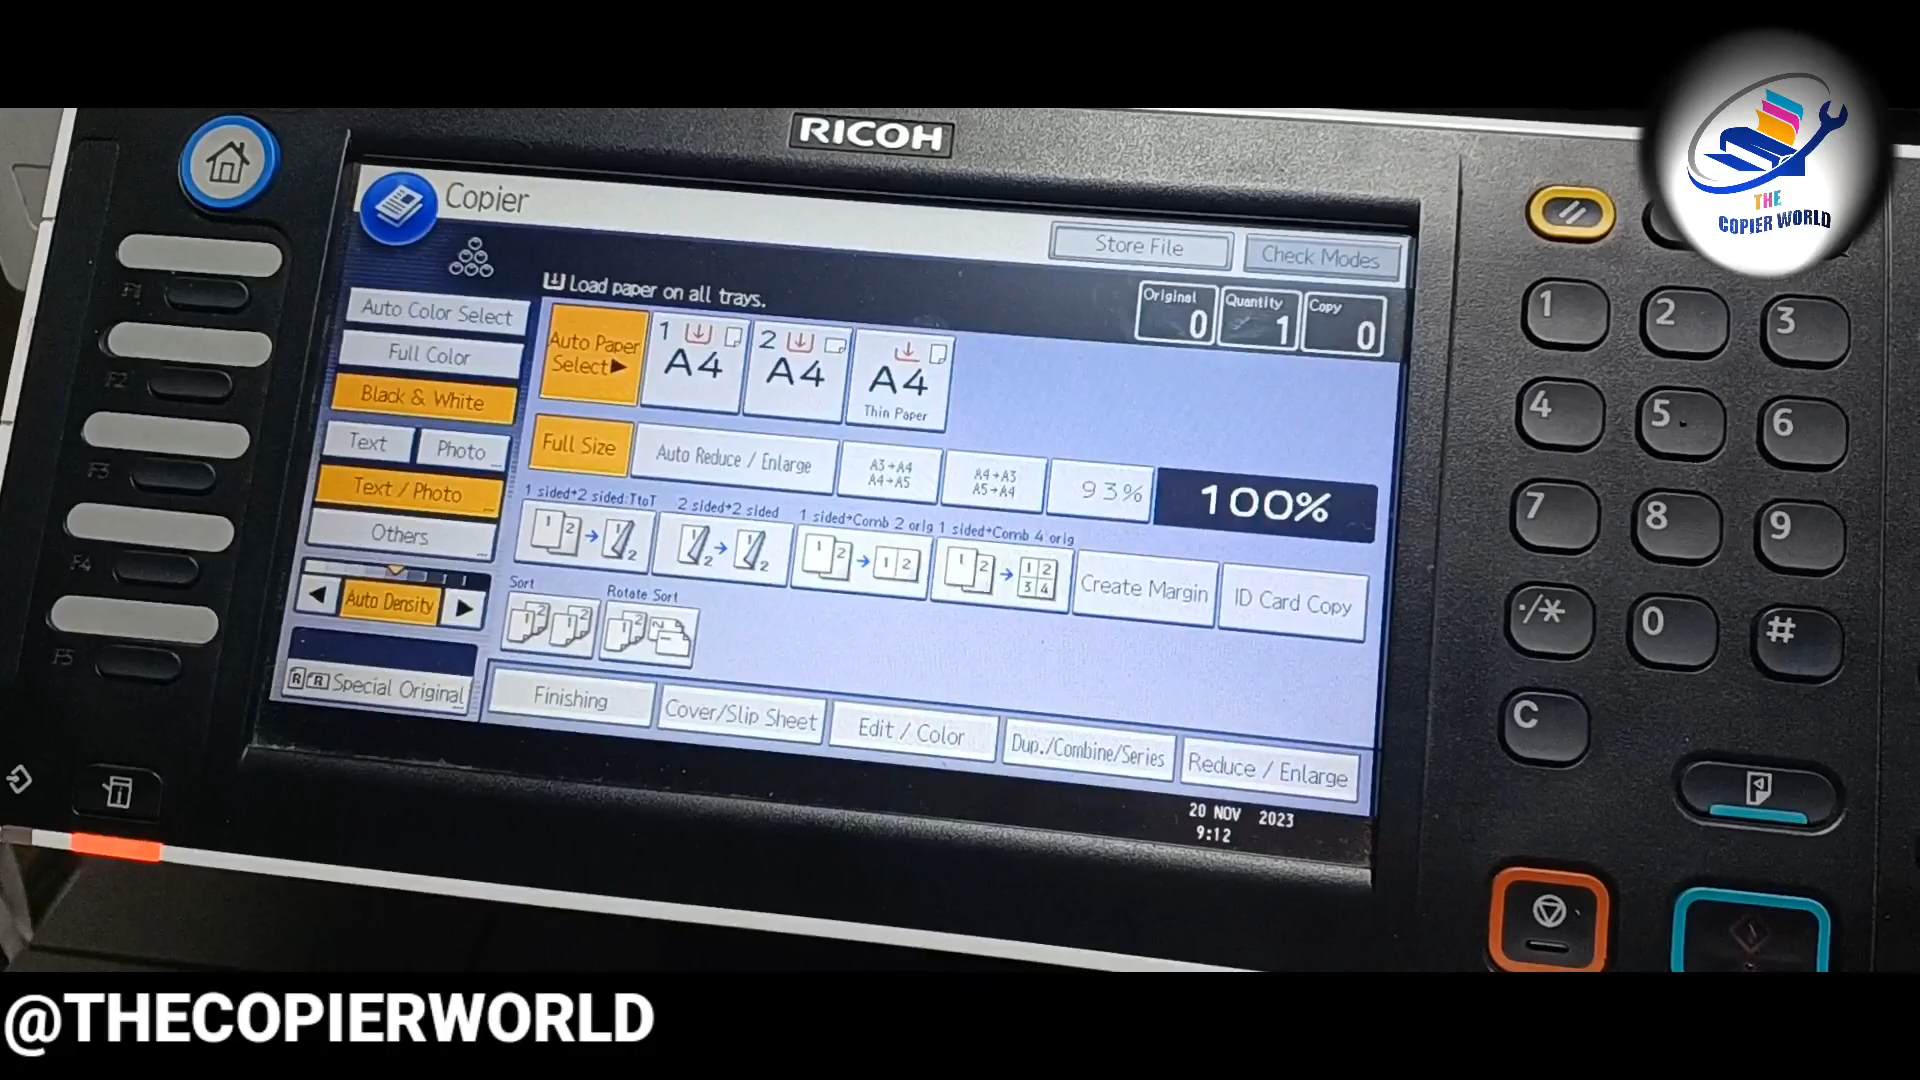 RICOH
THE
COPIER WORLD
Copier
Store File
Check Modes
Load paper on all trays.
Original
0
Quantity
1
Copy
0
Auto Color Select
Full Color
Black & White
Text
Photo
Text / Photo
Others
Auto Density
Special Original
Auto Paper
Select▶
1
A4
2
A4
A4
Thin Paper
Full Size
Auto Reduce / Enlarge
A3→A4
A4→A5
A4→A3
A5→A4
93%
100%
1 sided→2 sided:TtoT
2 sided→2 sided
1 sided→Comb 2 orig
1 sided→Comb 4 orig
Create Margin
ID Card Copy
Sort
Rotate Sort
Finishing
Cover/Slip Sheet
Edit / Color
Dup./Combine/Series
Reduce / Enlarge
20 NOV 2023
9:12
F1
F2
F3
F4
F5
1
2
3
4
5
6
7
8
9
./*
0
#
C
@THECOPIERWORLD